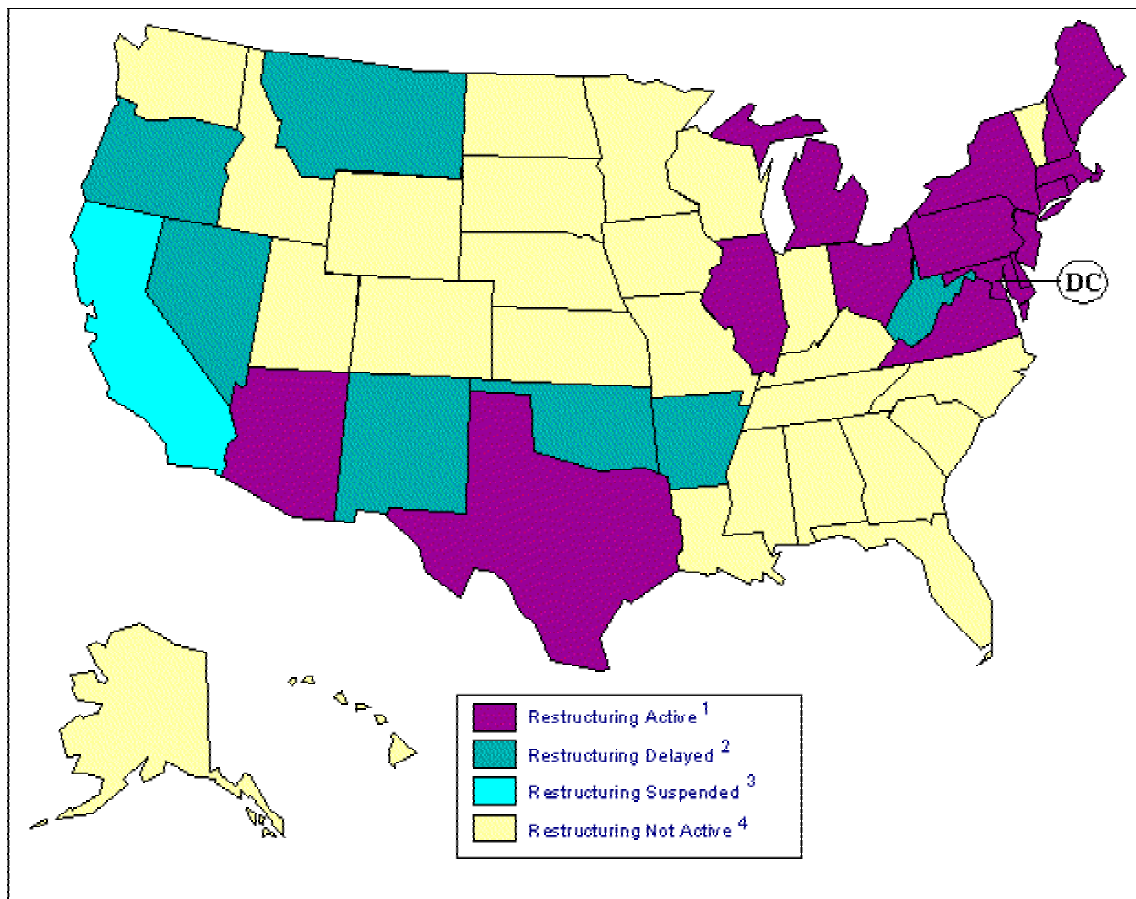 DC
Restructuring Active 1
Restructuring Delayed 2
Restructuring Suspended 3
Restructuring Not Active 4